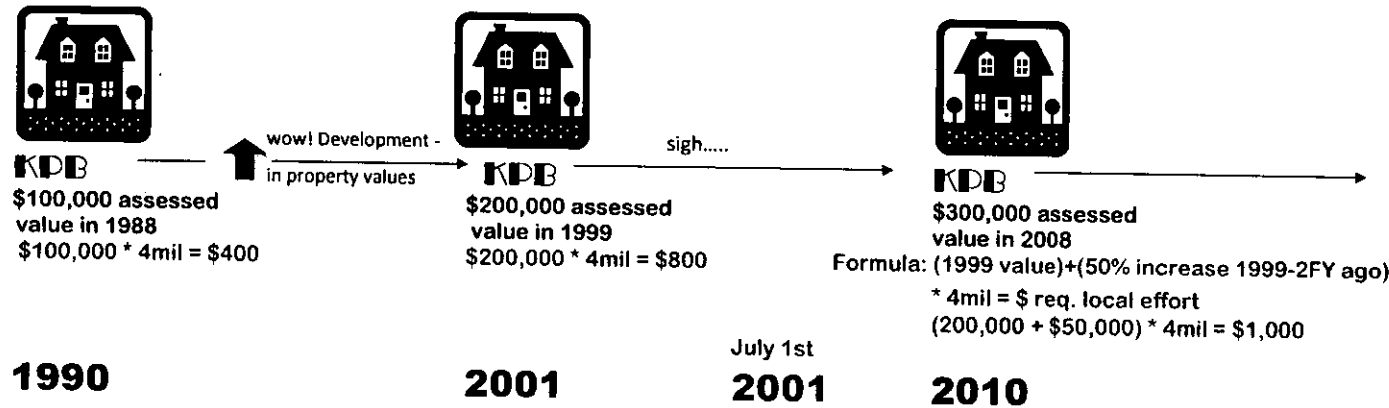 wow! Development -
in property values
sigh.....
KPB
$100,000 assessed
value in 1988
$100,000 * 4mil = $400
KPB
$200,000 assessed
value in 1999
$200,000 * 4mil = $800
KPB
$300,000 assessed
value in 2008
Formula: (1999 value)+(50% increase 1999-2FY ago)
* 4mil = $ req. local effort
(200,000 + $50,000) * 4mil = $1,000
1990
2001
July 1st
2001
2010